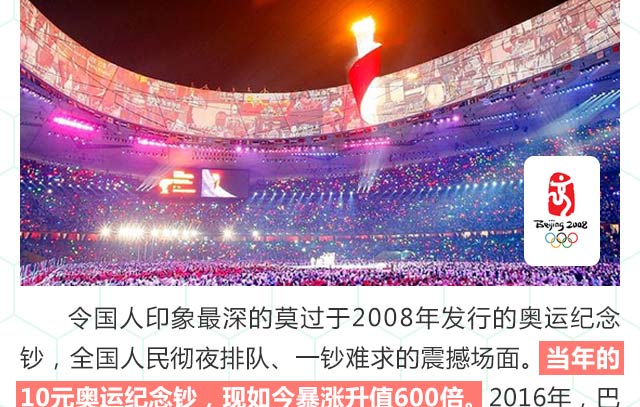 Beijing 2008
令国人印象最深的莫过于2008年发行的奥运纪念
钞，全国人民彻夜排队、一钞难求的震撼场面。当年的
10元奥运纪念钞，现如今暴涨升值600倍。2016年，巴